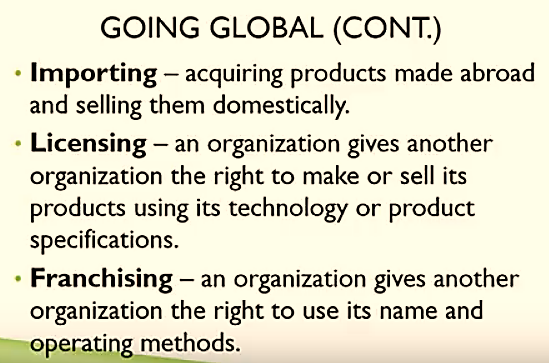 GOING GLOBAL (CONT.)
• Importing – acquiring products made abroad
and selling them domestically.
• Licensing – an organization gives another
organization the right to make or sell its
products using its technology or product
specifications.
• Franchising – an organization gives another
organization the right to use its name and
operating methods.